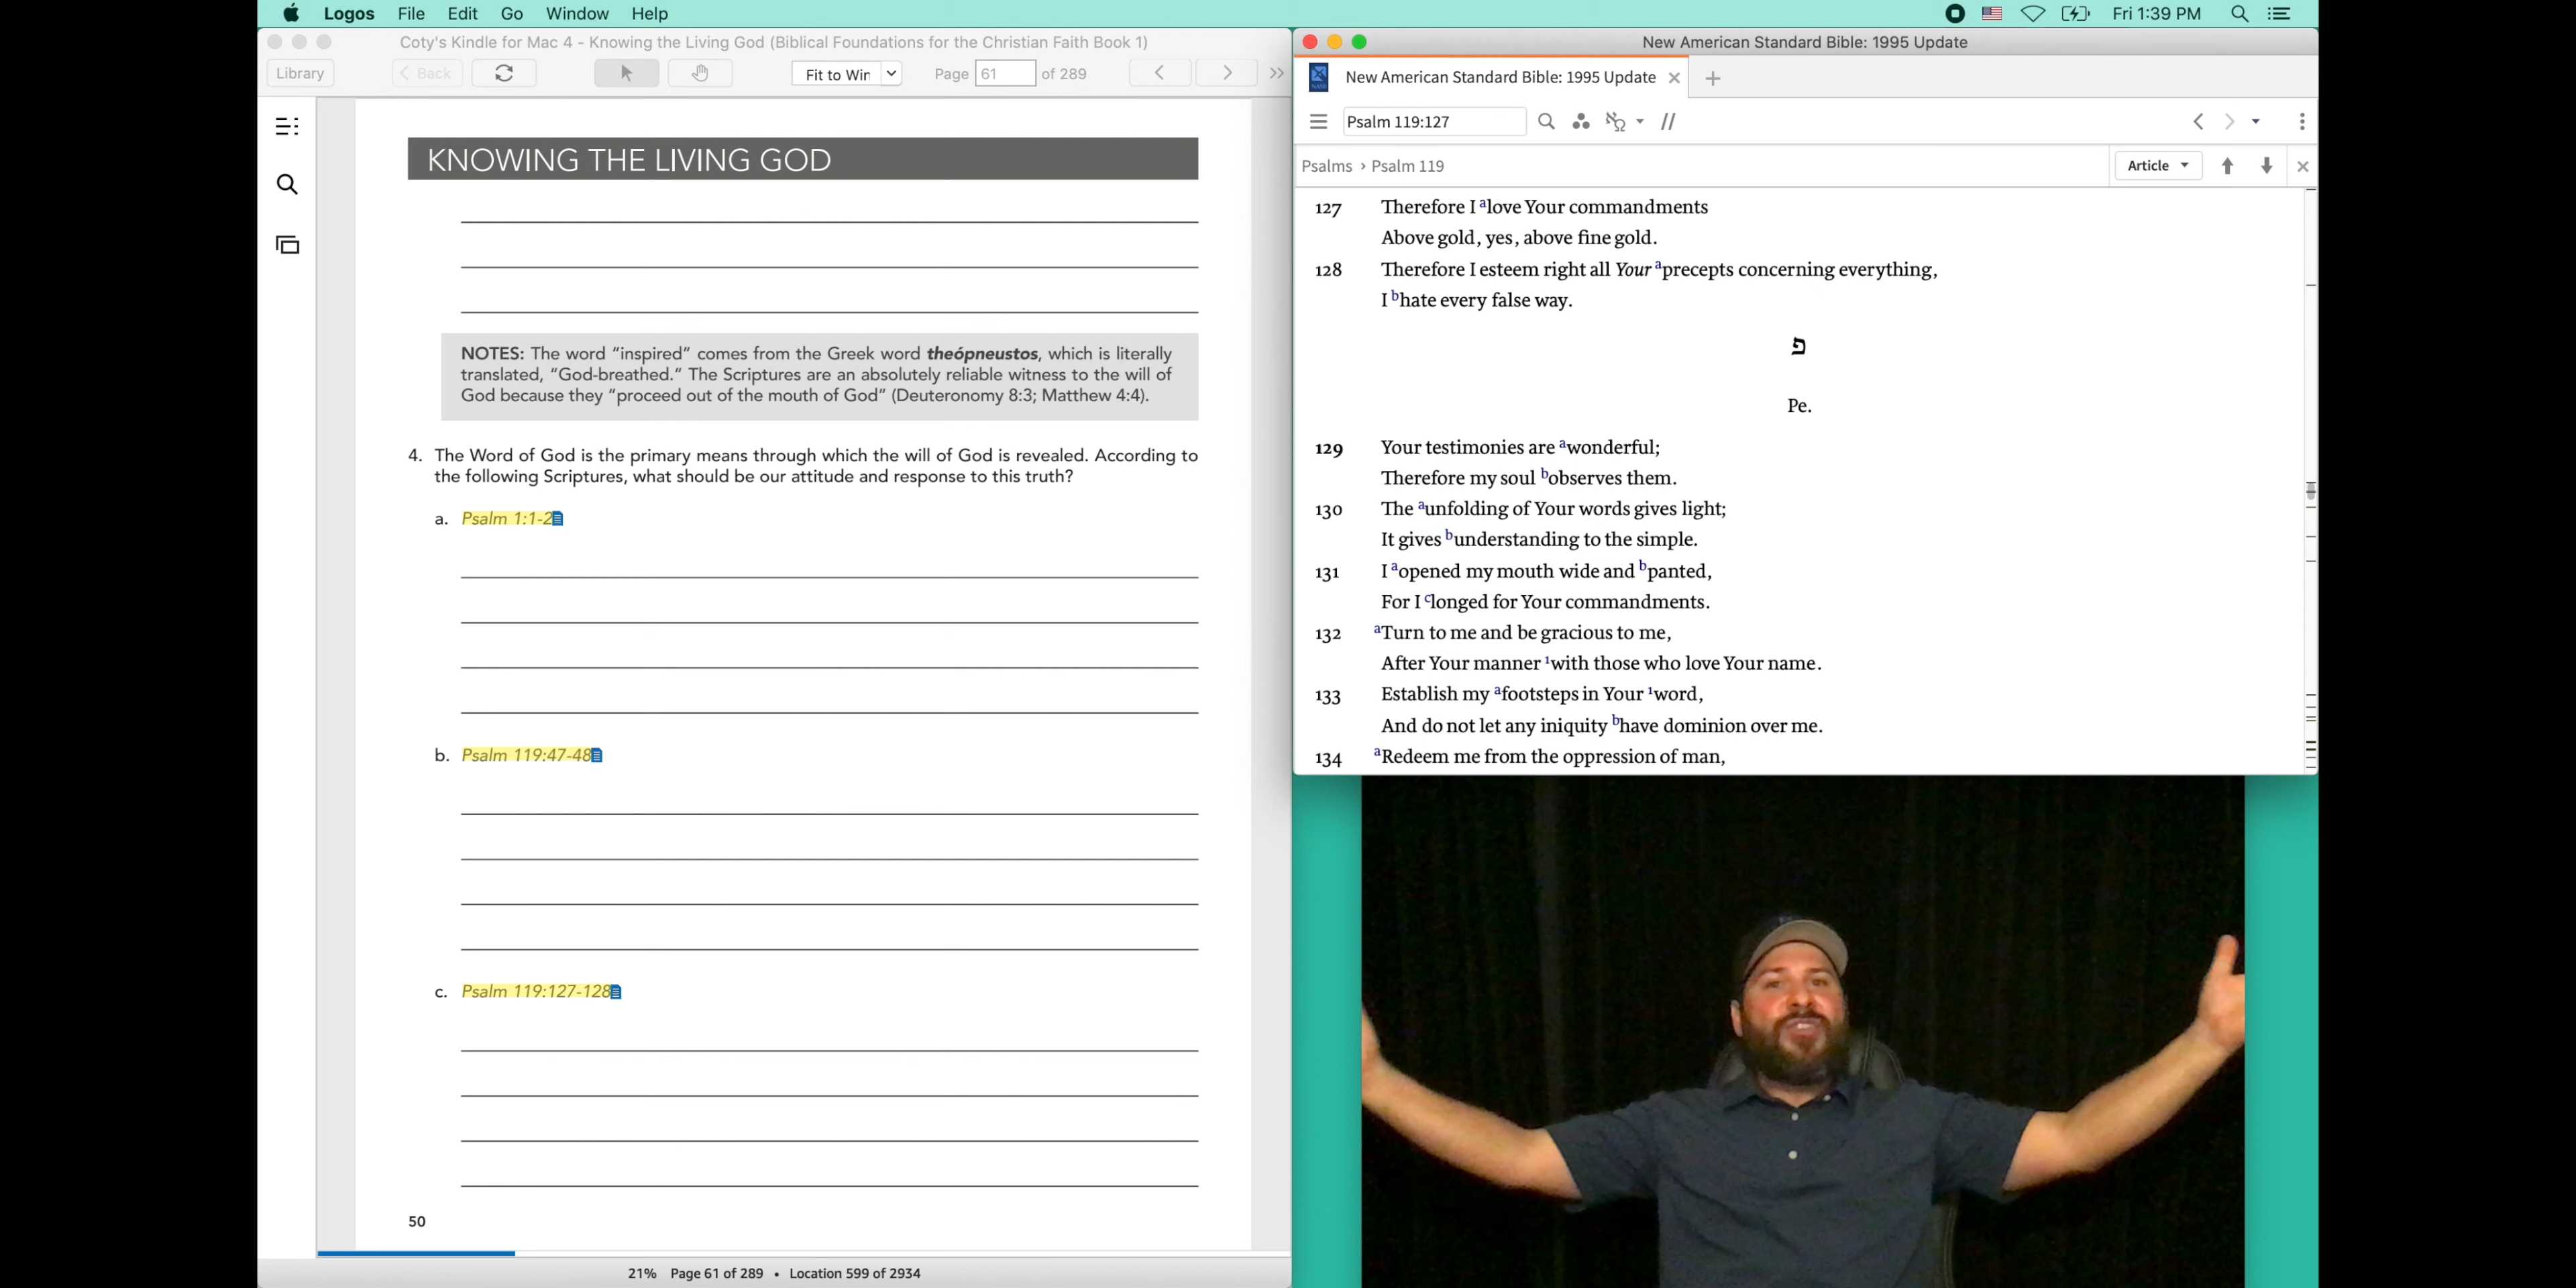 Logos File Edit Go Window Help
Fri 1:39 PM
Coty's Kindle for Mac 4 - Knowing the Living God (Biblical Foundations for the Christian Faith Book 1)
Library
Back
Fit to Win
Page 61 of 289
KNOWING THE LIVING GOD
NOTES: The word “inspired” comes from the Greek word theópneustos, which is literally
translated, “God-breathed.” The Scriptures are an absolutely reliable witness to the will of
God because they “proceed out of the mouth of God” (Deuteronomy 8:3; Matthew 4:4).
4. The Word of God is the primary means through which the will of God is revealed. According to
the following Scriptures, what should be our attitude and response to this truth?
a. Psalm 1:1-2
b. Psalm 119:47-48
c. Psalm 119:127-128
50
21% Page 61 of 289 • Location 599 of 2934
New American Standard Bible: 1995 Update
New American Standard Bible: 1995 Update
Psalm 119:127
Psalms › Psalm 119
Article
127 Therefore I ᵃlove Your commandments
Above gold, yes, above fine gold.
128 Therefore I esteem right all Your ᵃprecepts concerning everything,
I ᵇhate every false way.
פ
Pe.
129 Your testimonies are ᵃwonderful;
Therefore my soul ᵇobserves them.
130 The ᵃunfolding of Your words gives light;
It gives ᵇunderstanding to the simple.
131 I ᵃopened my mouth wide and ᵇpanted,
For I ᶜlonged for Your commandments.
132 ᵃTurn to me and be gracious to me,
After Your manner ¹with those who love Your name.
133 Establish my ᵃfootsteps in Your ¹word,
And do not let any iniquity ᵇhave dominion over me.
134 ᵃRedeem me from the oppression of man,